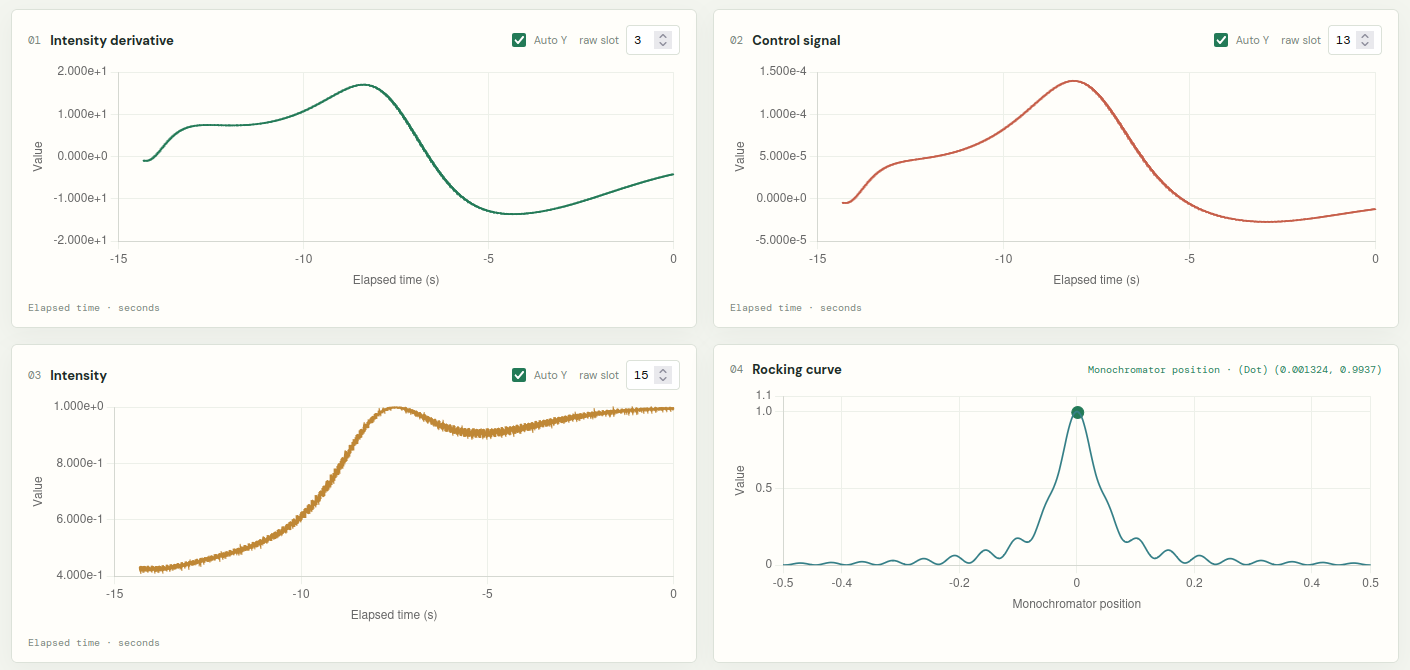 01 Intensity derivative Auto Y raw slot 3
2.000e+1
1.000e+1
0.000e+0
-1.000e+1
-2.000e+1
Value
-15 -10 -5 0
Elapsed time (s)
Elapsed time · seconds
02 Control signal Auto Y raw slot 13
1.500e-4
1.000e-4
5.000e-5
0.000e+0
-5.000e-5
Value
-15 -10 -5 0
Elapsed time (s)
Elapsed time · seconds
03 Intensity Auto Y raw slot 15
1.000e+0
8.000e-1
6.000e-1
4.000e-1
Value
-15 -10 -5 0
Elapsed time (s)
Elapsed time · seconds
04 Rocking curve Monochromator position · (Dot) (0.001324, 0.9937)
1.1
1.0
0.5
0
Value
-0.5 -0.4 -0.2 0 0.2 0.4 0.5
Monochromator position